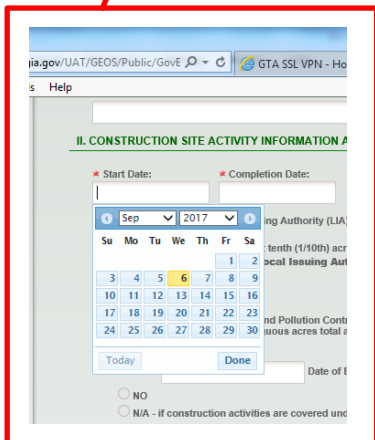 jia.gov/UAT/GEOS/Public/GovE
GTA SSL VPN - Ho
s Help
II. CONSTRUCTION SITE ACTIVITY INFORMATION A
* Start Date: * Completion Date:
Sep 2017
ing Authority (LIA)
Su Mo Tu We Th Fr Sa
tenth (1/10th) acr
1 2
ocal Issuing Aut
3 4 5 6 7 8 9
10 11 12 13 14 15 16
17 18 19 20 21 22 23
nd Pollution Contr
24 25 26 27 28 29 30
uous acres total a
Today Done
Date of E
NO
N/A - if construction activities are covered und